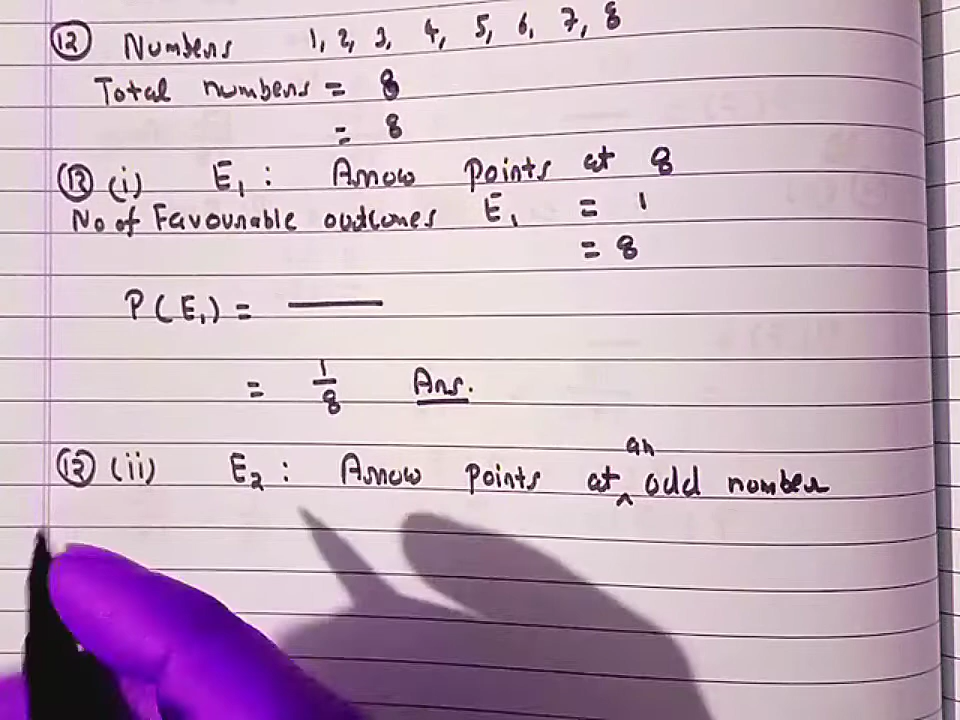 12 Numbers 1, 2, 3, 4, 5, 6, 7, 8
Total numbers = 8
= 8
12 (i) E₁ : Arrow Points at 8
No of Favourable outcomes E₁ = 1
= 8
P(E₁) = ——
= 1/8 Ans.
12 (ii) E₂ : Arrow points at an odd number